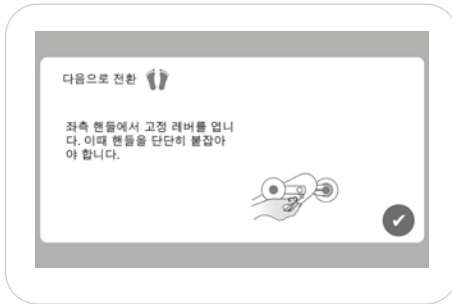 다음으로 전환
좌측 핸들에서 고정 레버를 엽니
다. 이때 핸들을 단단히 붙잡아
야 합니다.